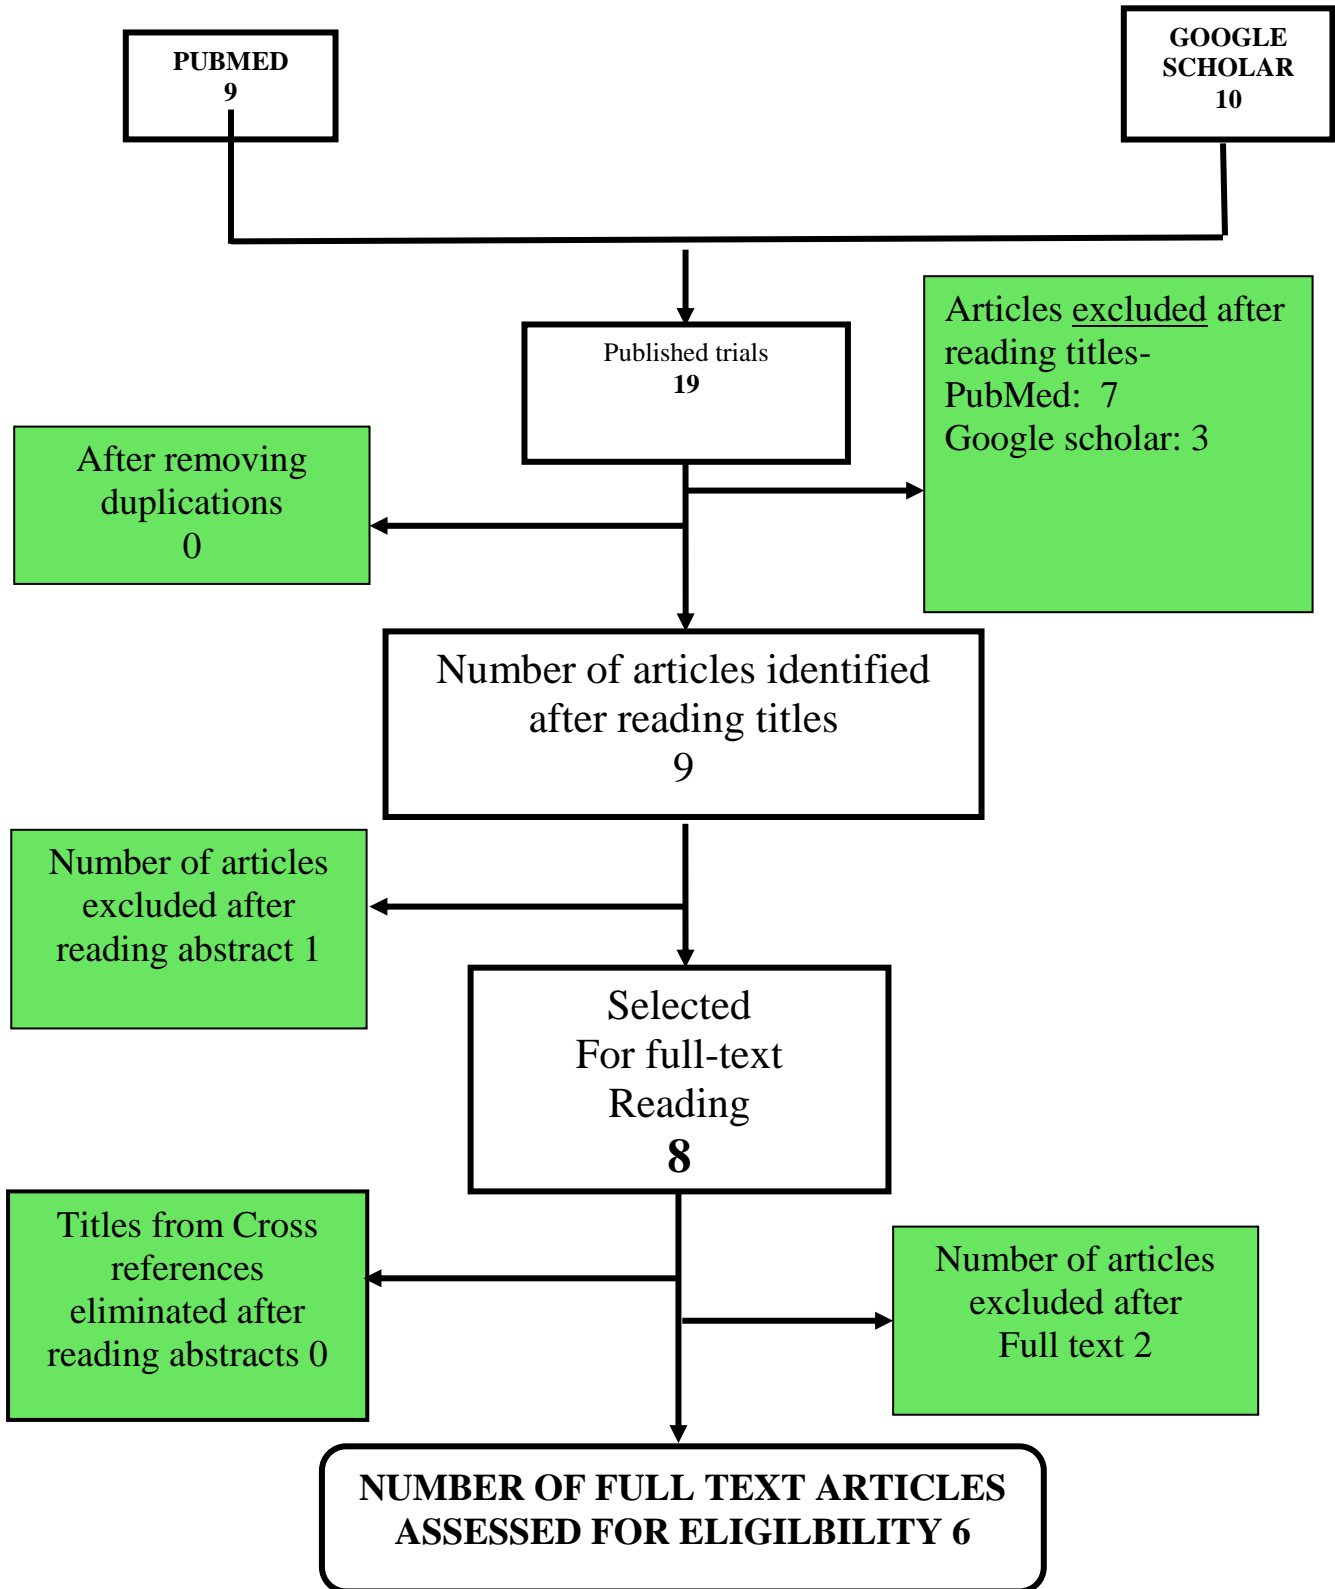 PUBMED
9
GOOGLE
SCHOLAR
10
Published trials
19
Articles excluded after
reading titles-
PubMed:  7
Google scholar: 3
After removing
duplications
0
Number of articles identified
after reading titles
9
Number of articles
excluded after
reading abstract 1
Selected
For full-text
Reading
8
Titles from Cross
references
eliminated after
reading abstracts 0
Number of articles
excluded after
Full text 2
NUMBER OF FULL TEXT ARTICLES
ASSESSED FOR ELIGILBILITY 6